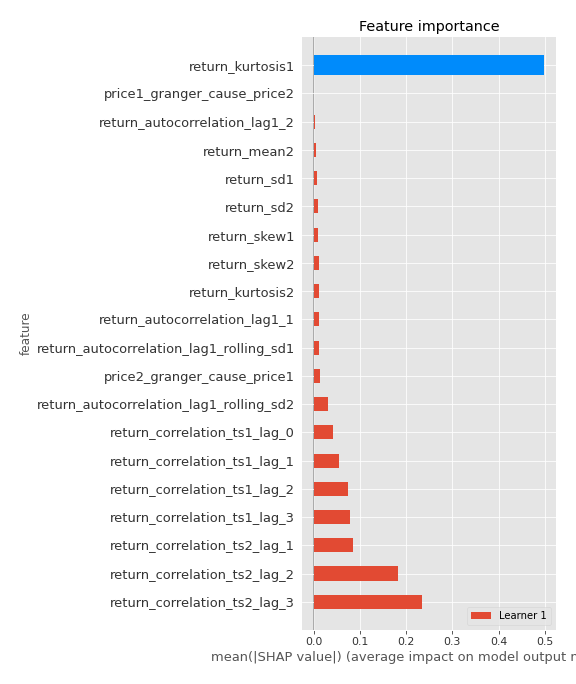 Feature importance
return_kurtosis1
price1_granger_cause_price2
return_autocorrelation_lag1_2
return_mean2
return_sd1
return_sd2
return_skew1
return_skew2
return_kurtosis2
return_autocorrelation_lag1_1
return_autocorrelation_lag1_rolling_sd1
price2_granger_cause_price1
return_autocorrelation_lag1_rolling_sd2
return_correlation_ts1_lag_0
return_correlation_ts1_lag_1
return_correlation_ts1_lag_2
return_correlation_ts1_lag_3
return_correlation_ts2_lag_1
return_correlation_ts2_lag_2
return_correlation_ts2_lag_3
feature
Learner 1
0.0 0.1 0.2 0.3 0.4 0.5
mean(|SHAP value|) (average impact on model output